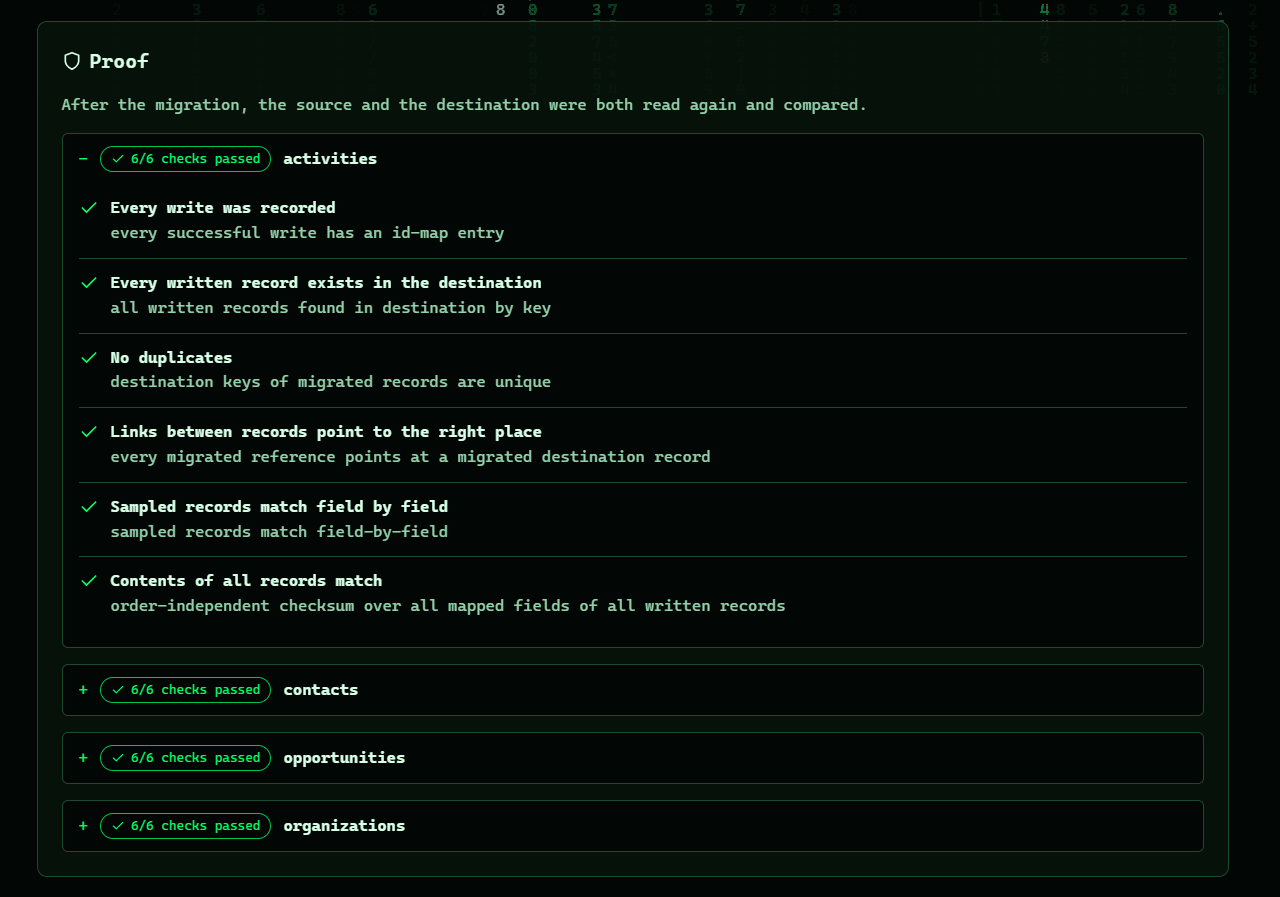 8 0 37
Proof
After the migration, the source and the destination were both read again and compared.
− 6/6 checks passed activities
Every write was recorded
every successful write has an id-map entry
Every written record exists in the destination
all written records found in destination by key
No duplicates
destination keys of migrated records are unique
Links between records point to the right place
every migrated reference points at a migrated destination record
Sampled records match field by field
sampled records match field-by-field
Contents of all records match
order-independent checksum over all mapped fields of all written records
+ 6/6 checks passed contacts
+ 6/6 checks passed opportunities
+ 6/6 checks passed organizations